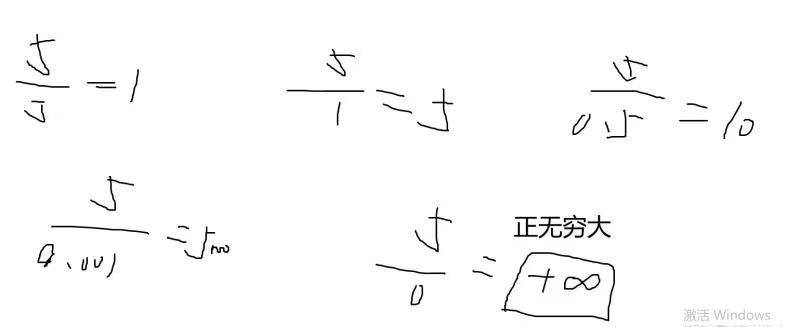 5/5 = 1
5/1 = 5
5/0.5 = 10
5/0.001 = 5000
正无穷大
5/0 = +∞
激活 Windows